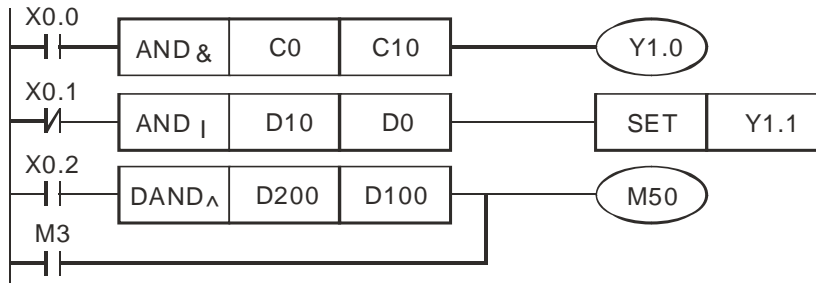 X0.0
AND & C0 C10 Y1.0
X0.1
AND | D10 D0 SET Y1.1
X0.2
DAND ^ D200 D100 M50
M3